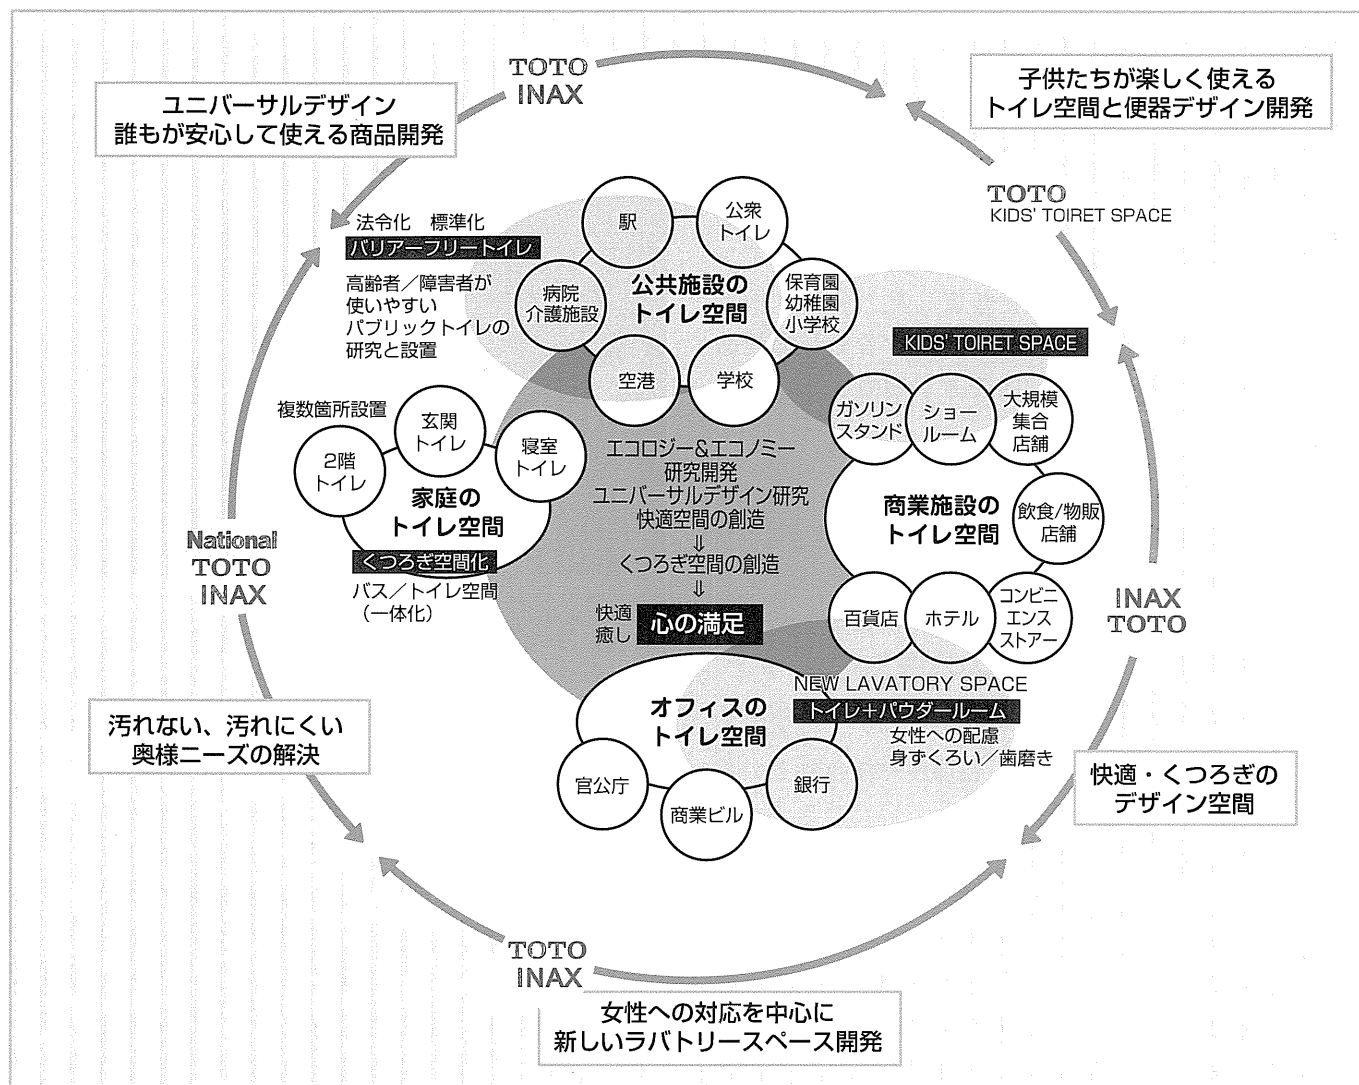 TOTO
INAX
ユニバーサルデザイン
誰もが安心して使える商品開発
子供たちが楽しく使える
トイレ空間と便器デザイン開発
TOTO
KIDS' TOIRET SPACE
法令化 標準化
バリアーフリートイレ
高齢者/障害者が
使いやすい
パブリックトイレの
研究と設置
駅
公衆
トイレ
病院
介護施設
公共施設の
トイレ空間
保育園
幼稚園
小学校
空港
学校
KIDS' TOIRET SPACE
複数箇所設置
2階
トイレ
玄関
トイレ
寝室
トイレ
家庭の
トイレ空間
くつろぎ空間化
バス/トイレ空間
(一体化)
エコロジー&エコノミー
研究開発
ユニバーサルデザイン研究
快適空間の創造
⇓
くつろぎ空間の創造
⇓
快適
癒し
心の満足
ガソリン
スタンド
ショー
ルーム
大規模
集合
店舗
商業施設の
トイレ空間
飲食/物販
店舗
百貨店
ホテル
コンビニ
エンス
ストアー
National
TOTO
INAX
INAX
TOTO
NEW LAVATORY SPACE
トイレ+パウダールーム
女性への配慮
身ずくろい/歯磨き
オフィスの
トイレ空間
官公庁
商業ビル
銀行
汚れない、汚れにくい
奥様ニーズの解決
快適・くつろぎの
デザイン空間
TOTO
INAX
女性への対応を中心に
新しいラバトリースペース開発